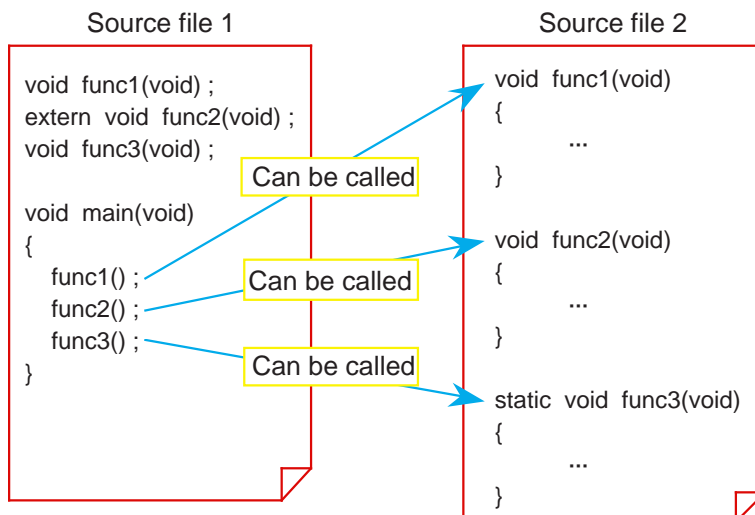 Source file 1
void func1(void) ;
extern void func2(void) ;
void func3(void) ;
void main(void)
{
func1() ;
func2() ;
func3() ;
}
Can be called
Can be called
Can be called
Source file 2
void func1(void)
{
...
}
void func2(void)
{
...
}
static void func3(void)
{
...
}